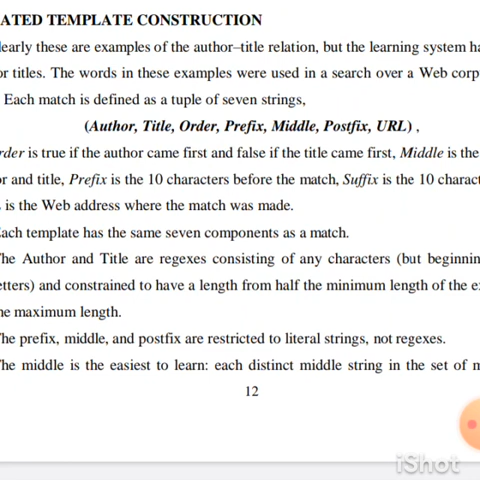 ATED TEMPLATE CONSTRUCTION
learly these are examples of the author–title relation, but the learning system ha
or titles. The words in these examples were used in a search over a Web corp
Each match is defined as a tuple of seven strings,
(Author, Title, Order, Prefix, Middle, Postfix, URL) ,
rder is true if the author came first and false if the title came first, Middle is the
or and title, Prefix is the 10 characters before the match, Suffix is the 10 charact
is the Web address where the match was made.
Each template has the same seven components as a match.
The Author and Title are regexes consisting of any characters (but beginnin
etters) and constrained to have a length from half the minimum length of the e
he maximum length.
The prefix, middle, and postfix are restricted to literal strings, not regexes.
The middle is the easiest to learn: each distinct middle string in the set of m
12
iShot